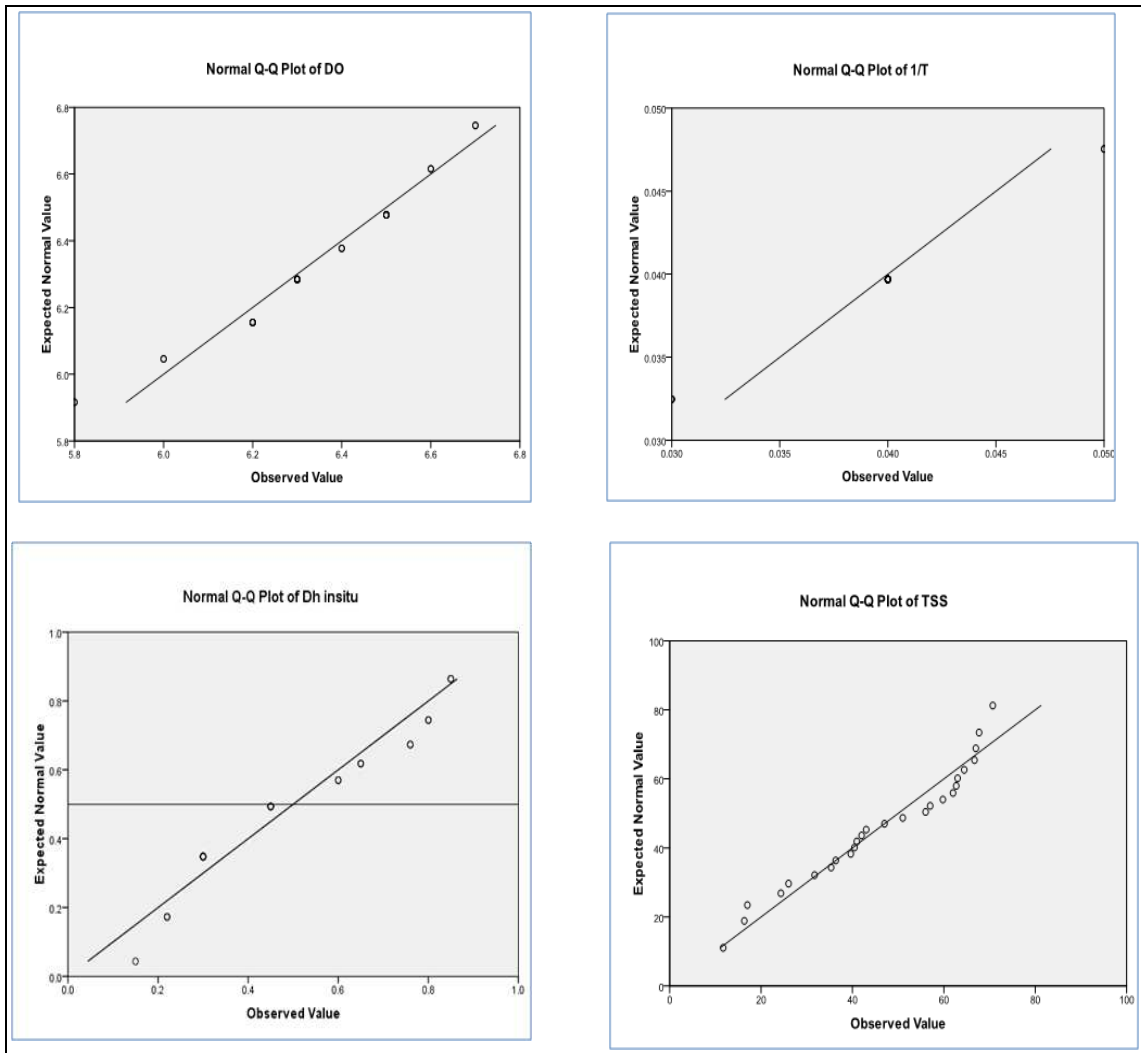 Normal Q-Q Plot of DO
Expected Normal Value
6.8
6.6
6.4
6.2
6.0
5.8
5.8 6.0 6.2 6.4 6.6 6.8
Observed Value
Normal Q-Q Plot of 1/T
Expected Normal Value
0.050
0.045
0.040
0.035
0.030
0.030 0.035 0.040 0.045 0.050
Observed Value
Normal Q-Q Plot of Dh insitu
Expected Normal Value
1.0
0.8
0.6
0.4
0.2
0.0
0.0 0.2 0.4 0.6 0.8 1.0
Observed Value
Normal Q-Q Plot of TSS
Expected Normal Value
100
80
60
40
20
0
0 20 40 60 80 100
Observed Value